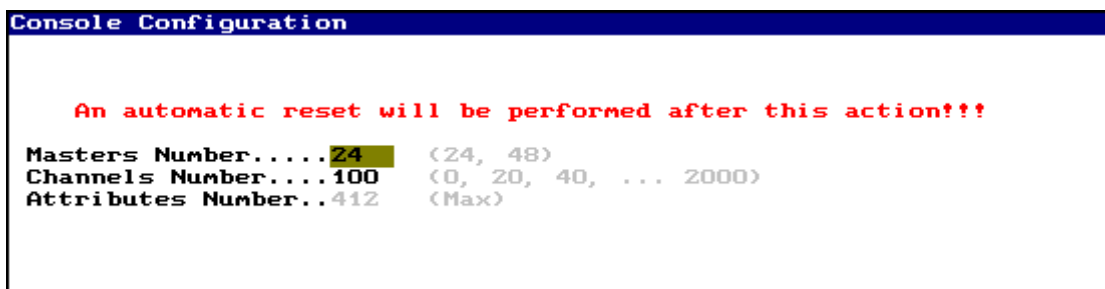 Console Configuration
An automatic reset will be performed after this action!!!
Masters Number.....24 (24, 48)
Channels Number....100 (0, 20, 40, ... 2000)
Attributes Number..412 (Max)